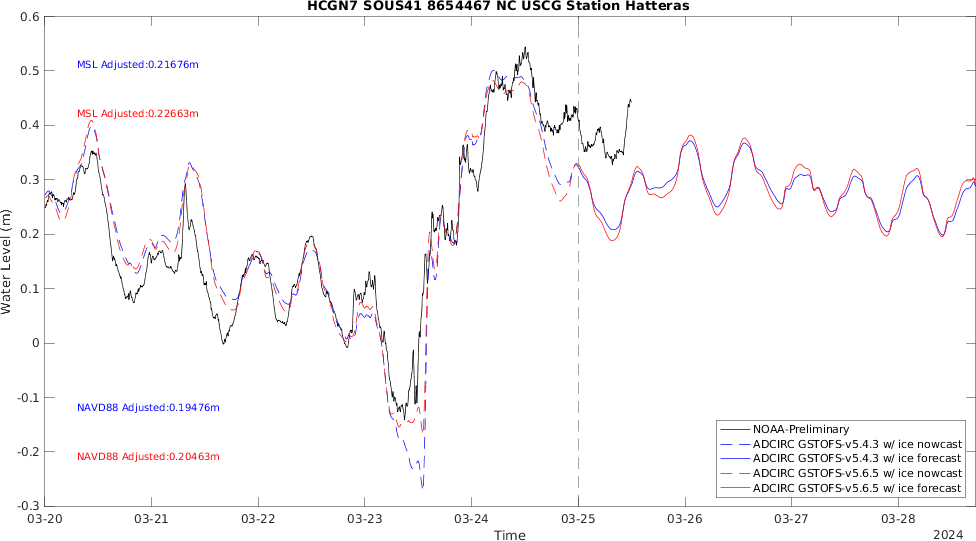 HCGN7 SOUS41 8654467 NC USCG Station Hatteras
0.6
0.5
0.4
0.3
0.2
0.1
0
-0.1
-0.2
-0.3
Water Level (m)
MSL Adjusted:0.21676m
MSL Adjusted:0.22663m
NAVD88 Adjusted:0.19476m
NAVD88 Adjusted:0.20463m
NOAA-Preliminary
ADCIRC GSTOFS-v5.4.3 w/ ice nowcast
ADCIRC GSTOFS-v5.4.3 w/ ice forecast
ADCIRC GSTOFS-v5.6.5 w/ ice nowcast
ADCIRC GSTOFS-v5.6.5 w/ ice forecast
03-20 03-21 03-22 03-23 03-24 03-25 03-26 03-27 03-28
Time
2024